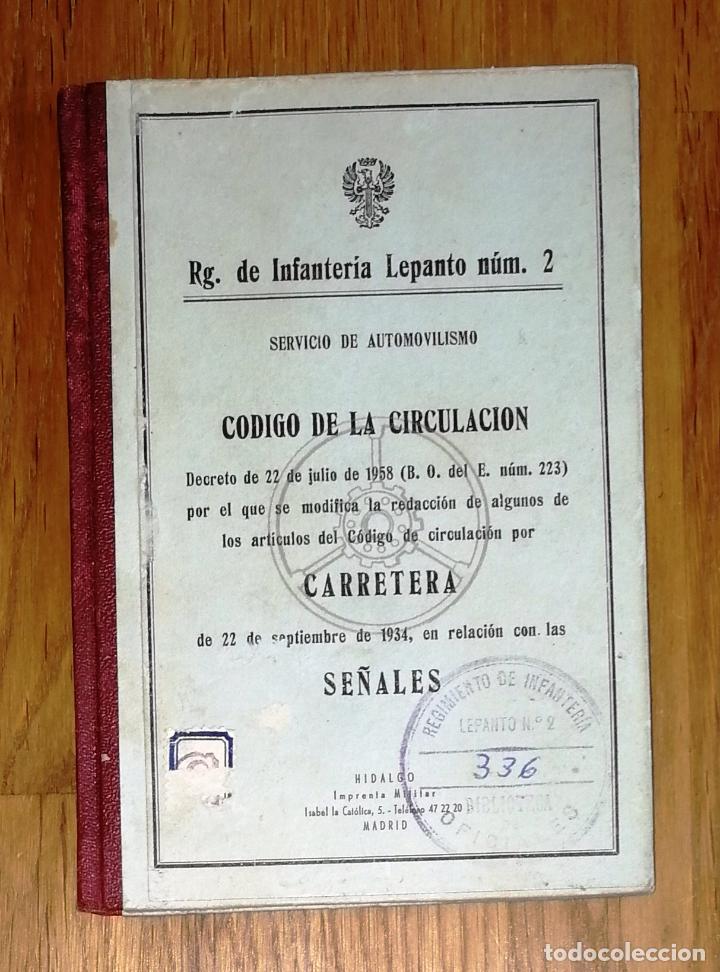 Rg. de Infantería Lepanto núm. 2
SERVICIO DE AUTOMOVILISMO
CODIGO DE LA CIRCULACION
Decreto de 22 de julio de 1958 (B. O. del E. núm. 223)
por el que se modifica la redacción de algunos de
los artículos del Código de circulación por
CARRETERA
de 22 de septiembre de 1934, en relación con las
SEÑALES
REGIMIENTO DE INFANTERIA
LEPANTO N.º 2
336
BIBLIOTECA
HIDALGO
Imprenta Militar
Isabel la Católica, 5. - Teléfono 47 22 20
MADRID
todocoleccion